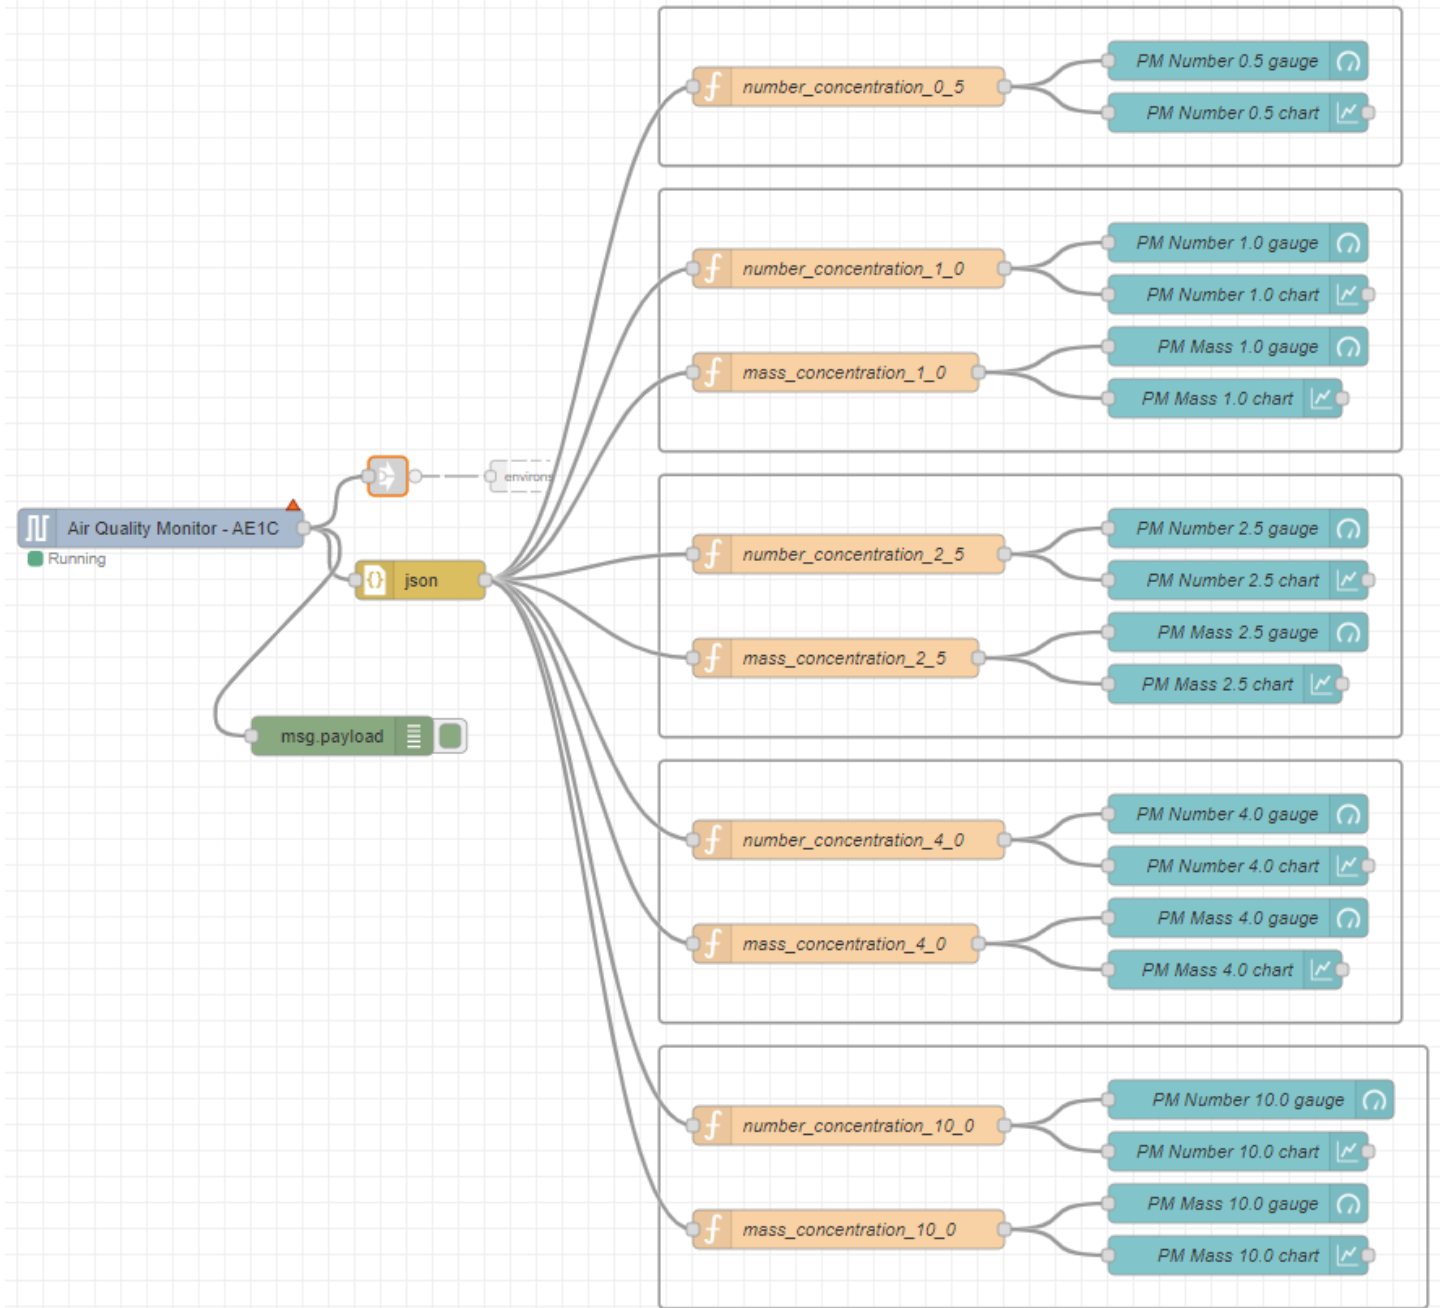 PM Number 0.5 gauge
number_concentration_0_5
PM Number 0.5 chart
PM Number 1.0 gauge
number_concentration_1_0
PM Number 1.0 chart
PM Mass 1.0 gauge
mass_concentration_1_0
PM Mass 1.0 chart
Air Quality Monitor - AE1C
Running
json
PM Number 2.5 gauge
number_concentration_2_5
PM Number 2.5 chart
PM Mass 2.5 gauge
mass_concentration_2_5
PM Mass 2.5 chart
msg.payload
PM Number 4.0 gauge
number_concentration_4_0
PM Number 4.0 chart
PM Mass 4.0 gauge
mass_concentration_4_0
PM Mass 4.0 chart
PM Number 10.0 gauge
number_concentration_10_0
PM Number 10.0 chart
PM Mass 10.0 gauge
mass_concentration_10_0
PM Mass 10.0 chart